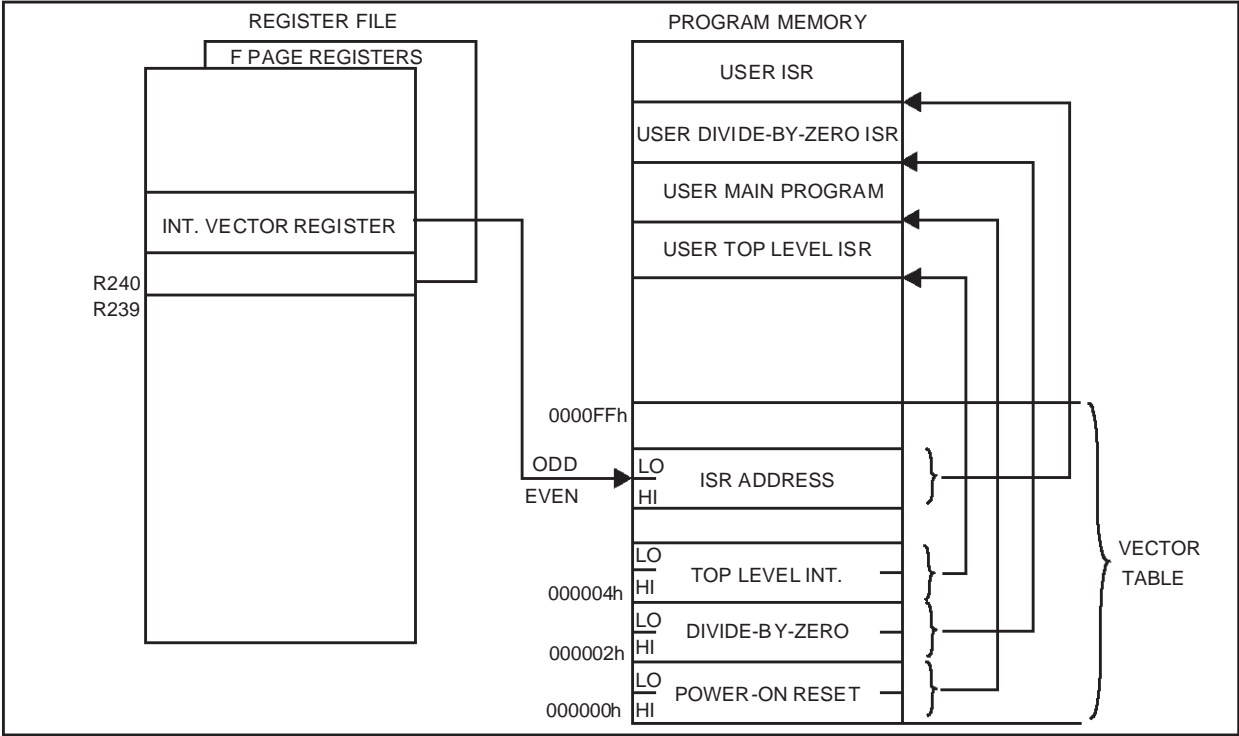 REGISTER FILE
F PAGE REGISTERS
INT. VECTOR REGISTER
R240
R239
PROGRAM MEMORY
USER ISR
USER DIVIDE-BY-ZERO ISR
USER MAIN PROGRAM
USER TOP LEVEL ISR
0000FFh
ODD
EVEN
LO
HI
ISR ADDRESS
LO
HI
TOP LEVEL INT.
000004h
LO
HI
DIVIDE-BY-ZERO
000002h
LO
HI
POWER-ON RESET
000000h
VECTOR
TABLE